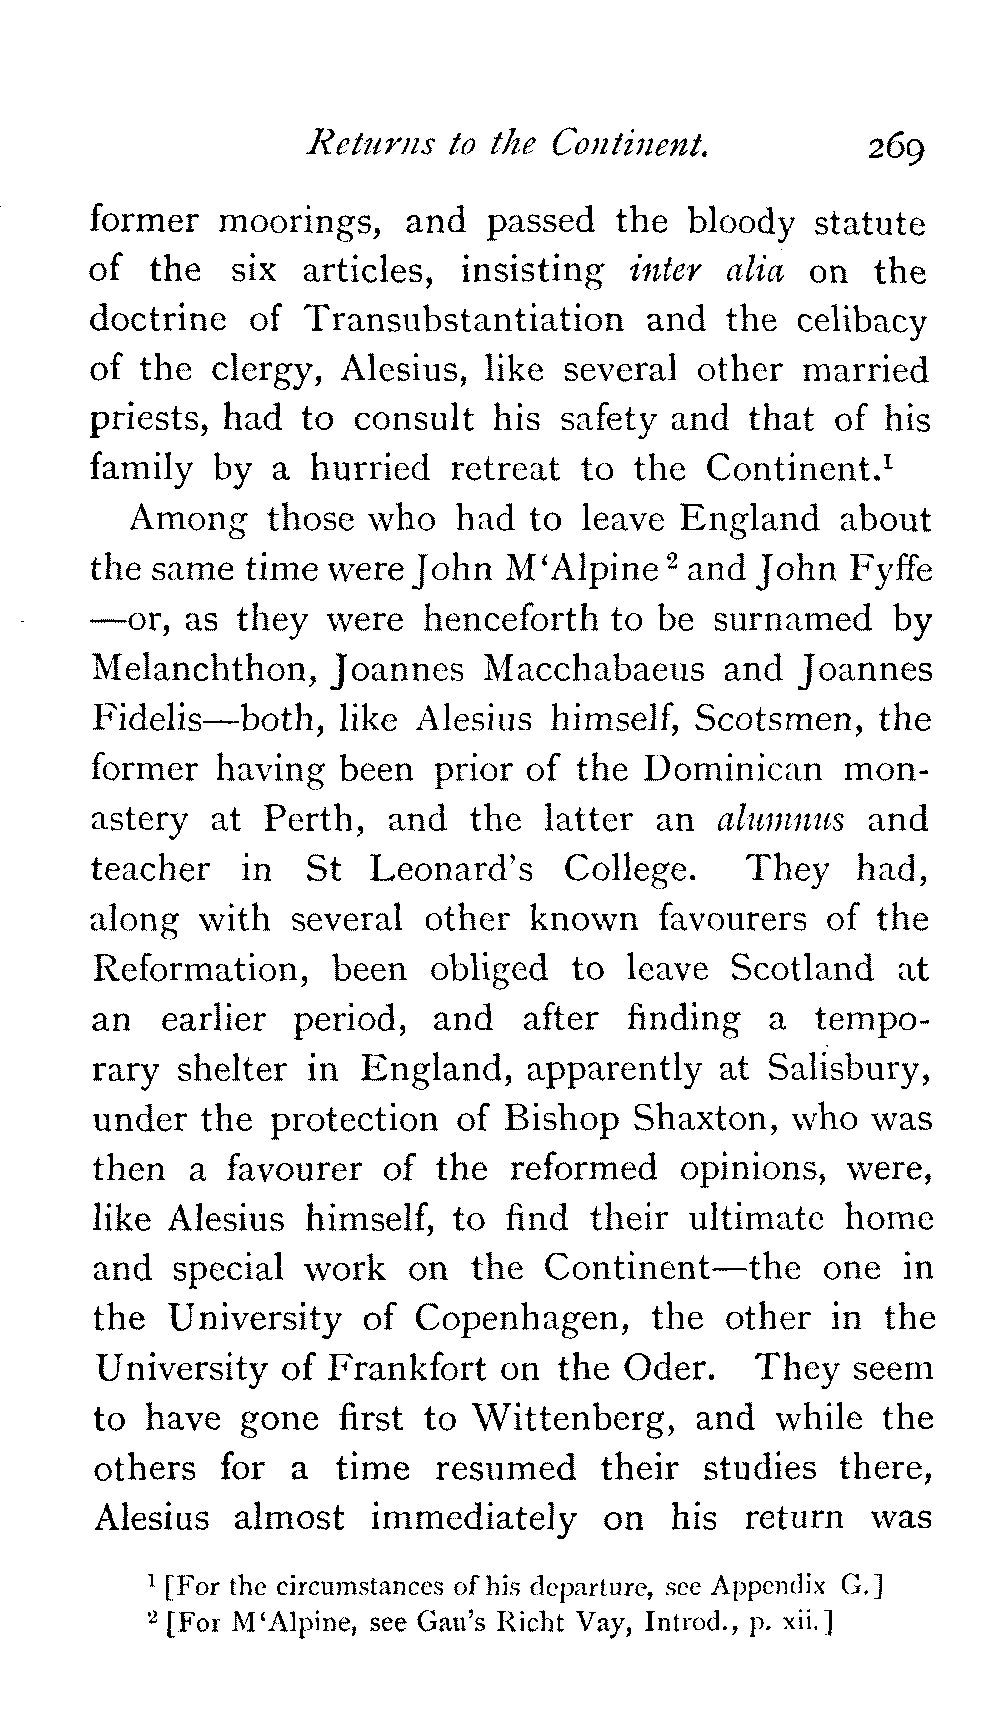 Returns to the Continent. 269
former moorings, and passed the bloody statute
of the six articles, insisting inter alia on the
doctrine of Transubstantiation and the celibacy
of the clergy, Alesius, like several other married
priests, had to consult his safety and that of his
family by a hurried retreat to the Continent.¹
Among those who had to leave England about
the same time were John M‘Alpine ² and John Fyffe
—or, as they were henceforth to be surnamed by
Melanchthon, Joannes Macchabaeus and Joannes
Fidelis—both, like Alesius himself, Scotsmen, the
former having been prior of the Dominican mon-
astery at Perth, and the latter an alumnus and
teacher in St Leonard's College. They had,
along with several other known favourers of the
Reformation, been obliged to leave Scotland at
an earlier period, and after finding a tempo-
rary shelter in England, apparently at Salisbury,
under the protection of Bishop Shaxton, who was
then a favourer of the reformed opinions, were,
like Alesius himself, to find their ultimate home
and special work on the Continent—the one in
the University of Copenhagen, the other in the
University of Frankfort on the Oder. They seem
to have gone first to Wittenberg, and while the
others for a time resumed their studies there,
Alesius almost immediately on his return was
¹ [For the circumstances of his departure, see Appendix G.]
² [For M‘Alpine, see Gau's Richt Vay, Introd., p. xii.]